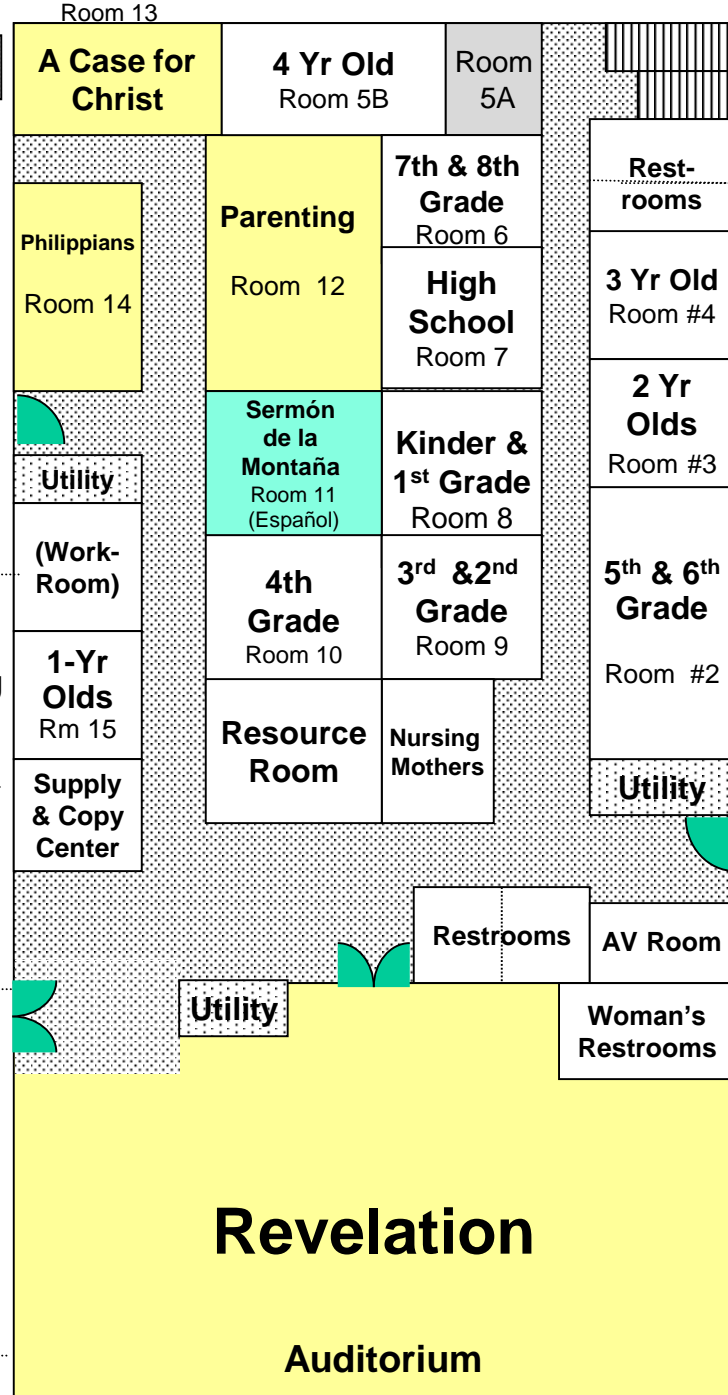 Room 13
A Case for
Christ
4 Yr Old
Room 5B
Room
5A
Philippians
Room 14
Parenting
Room 12
7th & 8th
Grade
Room 6
High
School
Room 7
Rest-
rooms
3 Yr Old
Room #4
2 Yr
Olds
Room #3
Utility
(Work-
Room)
1-Yr
Olds
Rm 15
Supply
& Copy
Center
Sermón
de la
Montaña
Room 11
(Español)
Kinder &
1st Grade
Room 8
4th
Grade
Room 10
3rd &2nd
Grade
Room 9
Resource
Room
Nursing
Mothers
5th & 6th
Grade
Room #2
Utility
Restrooms
AV Room
Utility
Woman's
Restrooms
Revelation
Auditorium